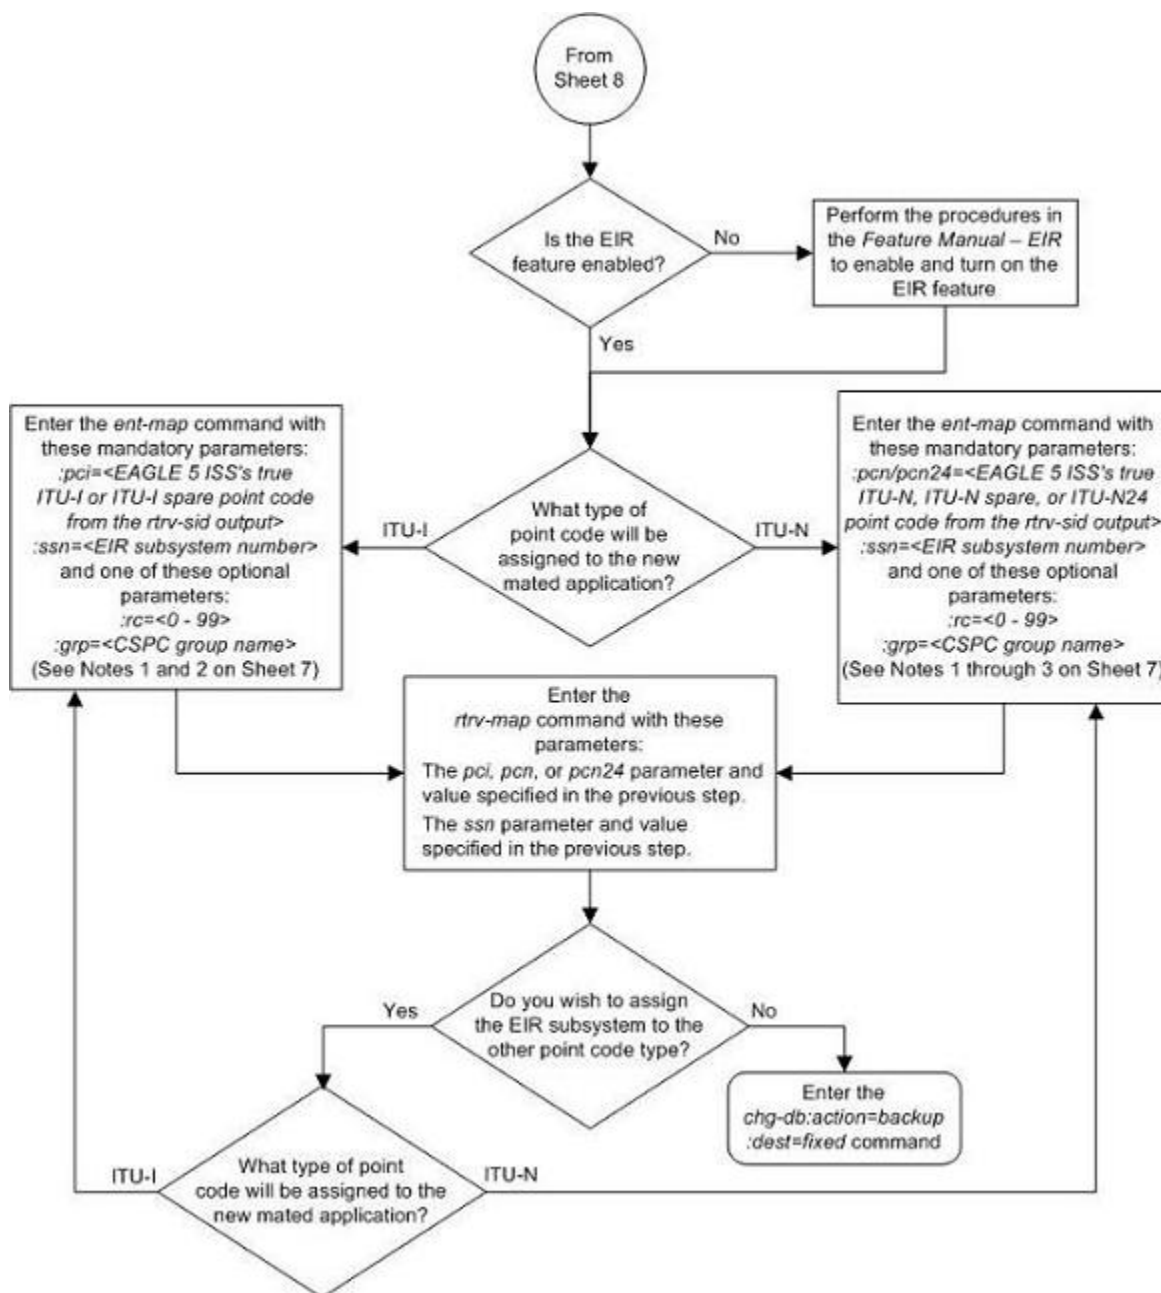 From
Sheet 8
Is the EIR
feature enabled?
No
Yes
Perform the procedures in
the Feature Manual – EIR
to enable and turn on the
EIR feature
What type of
point code will be
assigned to the new
mated application?
ITU-I
ITU-N
Enter the ent-map command with
these mandatory parameters:
:pci=<EAGLE 5 ISS's true
ITU-I or ITU-I spare point code
from the rtrv-sid output>
:ssn=<EIR subsystem number>
and one of these optional
parameters:
:rc=<0 - 99>
:grp=<CSPC group name>
(See Notes 1 and 2 on Sheet 7)
Enter the ent-map command with
these mandatory parameters:
:pcn/pcn24=<EAGLE 5 ISS's true
ITU-N, ITU-N spare, or ITU-N24
point code from the rtrv-sid output>
:ssn=<EIR subsystem number>
and one of these optional
parameters:
:rc=<0 - 99>
:grp=<CSPC group name>
(See Notes 1 through 3 on Sheet 7)
Enter the
rtrv-map command with these
parameters:
The pci, pcn, or pcn24 parameter and
value specified in the previous step.
The ssn parameter and value
specified in the previous step.
Do you wish to assign
the EIR subsystem to the
other point code type?
Yes
No
Enter the
chg-db:action=backup
:dest=fixed command
What type of point
code will be assigned to the
new mated application?
ITU-I
ITU-N